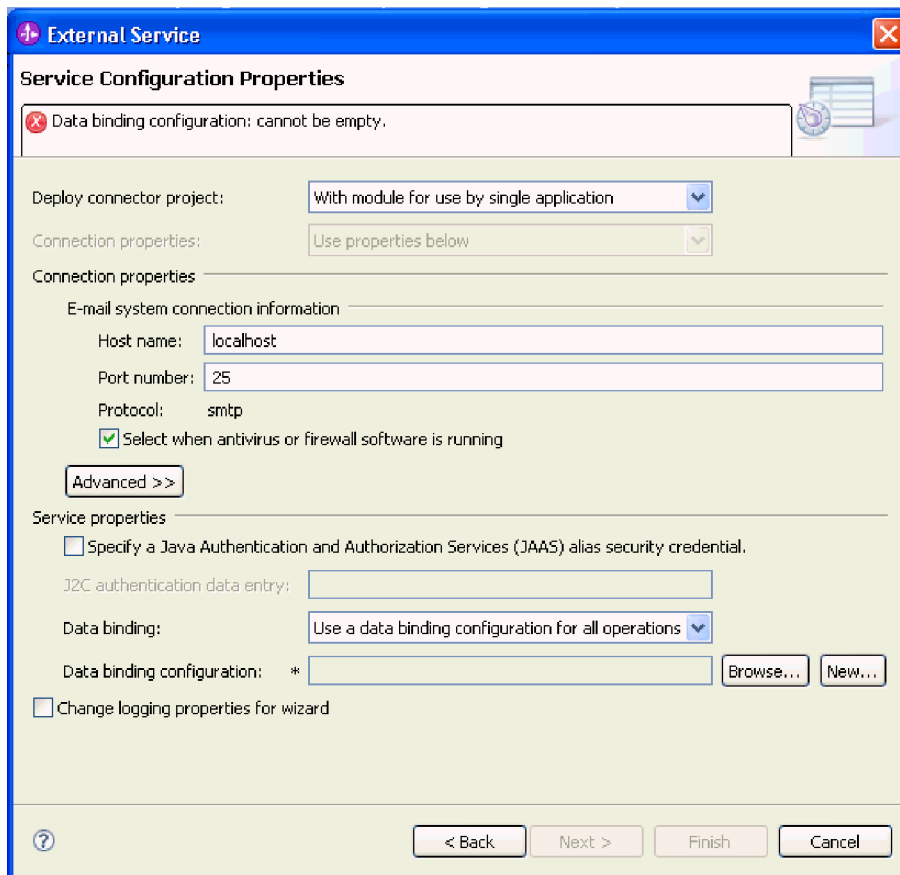 External Service
Service Configuration Properties
Data binding configuration: cannot be empty.
Deploy connector project: With module for use by single application
Connection properties: Use properties below
Connection properties
E-mail system connection information
Host name: localhost
Port number: 25
Protocol: smtp
Select when antivirus or firewall software is running
Advanced >>
Service properties
Specify a Java Authentication and Authorization Services (JAAS) alias security credential.
J2C authentication data entry:
Data binding: Use a data binding configuration for all operations
Data binding configuration: * Browse... New...
Change logging properties for wizard
? < Back Next > Finish Cancel